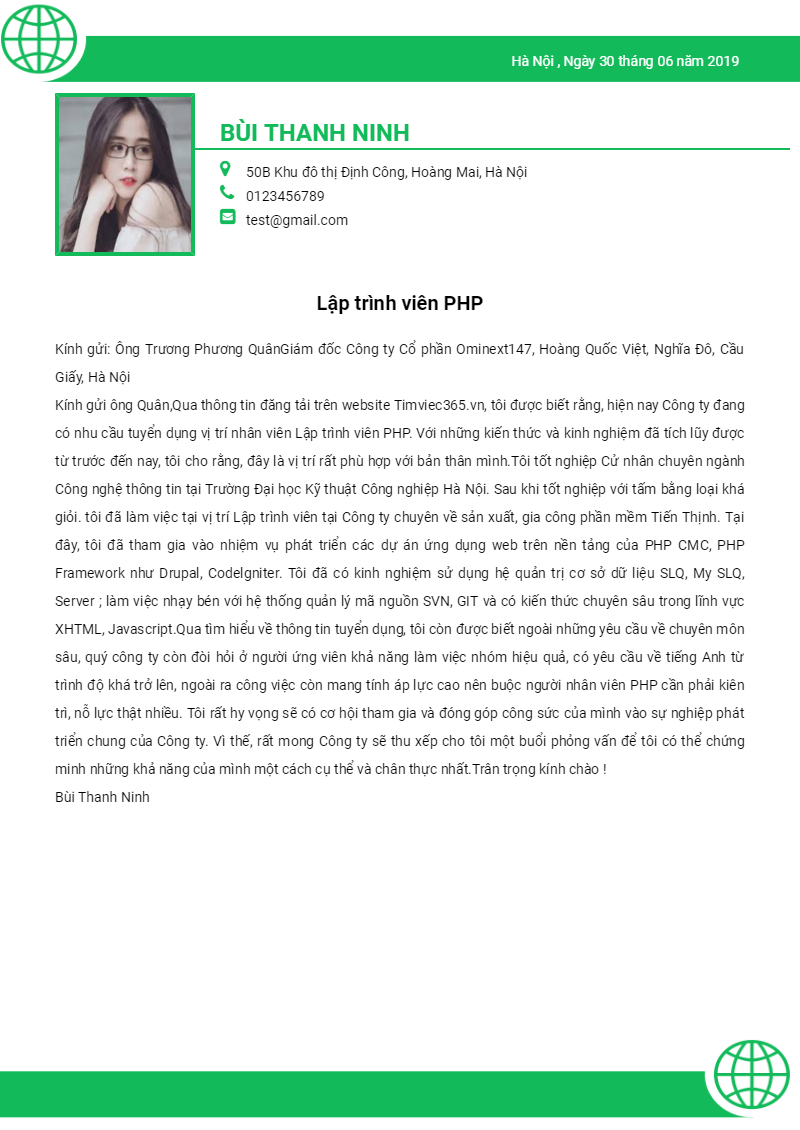 Hà Nội , Ngày 30 tháng 06 năm 2019
BÙI THANH NINH
50B Khu đô thị Định Công, Hoàng Mai, Hà Nội
0123456789
test@gmail.com
Lập trình viên PHP
Kính gửi: Ông Trương Phương QuânGiám đốc Công ty Cổ phần Ominext147, Hoàng Quốc Việt, Nghĩa Đô, Cầu
Giấy, Hà Nội
Kính gửi ông Quân,Qua thông tin đăng tải trên website Timviec365.vn, tôi được biết rằng, hiện nay Công ty đang
có nhu cầu tuyển dụng vị trí nhân viên Lập trình viên PHP. Với những kiến thức và kinh nghiệm đã tích lũy được
từ trước đến nay, tôi cho rằng, đây là vị trí rất phù hợp với bản thân mình.Tôi tốt nghiệp Cử nhân chuyên ngành
Công nghệ thông tin tại Trường Đại học Kỹ thuật Công nghiệp Hà Nội. Sau khi tốt nghiệp với tấm bằng loại khá
giỏi. tôi đã làm việc tại vị trí Lập trình viên tại Công ty chuyên về sản xuất, gia công phần mềm Tiến Thịnh. Tại
đây, tôi đã tham gia vào nhiệm vụ phát triển các dự án ứng dụng web trên nền tảng của PHP CMC, PHP
Framework như Drupal, CodeIgniter. Tôi đã có kinh nghiệm sử dụng hệ quản trị cơ sở dữ liệu SLQ, My SLQ,
Server ; làm việc nhạy bén với hệ thống quản lý mã nguồn SVN, GIT và có kiến thức chuyên sâu trong lĩnh vực
XHTML, Javascript.Qua tìm hiểu về thông tin tuyển dụng, tôi còn được biết ngoài những yêu cầu về chuyên môn
sâu, quý công ty còn đòi hỏi ở người ứng viên khả năng làm việc nhóm hiệu quả, có yêu cầu về tiếng Anh từ
trình độ khá trở lên, ngoài ra công việc còn mang tính áp lực cao nên buộc người nhân viên PHP cần phải kiên
trì, nỗ lực thật nhiều. Tôi rất hy vọng sẽ có cơ hội tham gia và đóng góp công sức của mình vào sự nghiệp phát
triển chung của Công ty. Vì thế, rất mong Công ty sẽ thu xếp cho tôi một buổi phỏng vấn để tôi có thể chứng
minh những khả năng của mình một cách cụ thể và chân thực nhất.Trân trọng kính chào !
Bùi Thanh Ninh